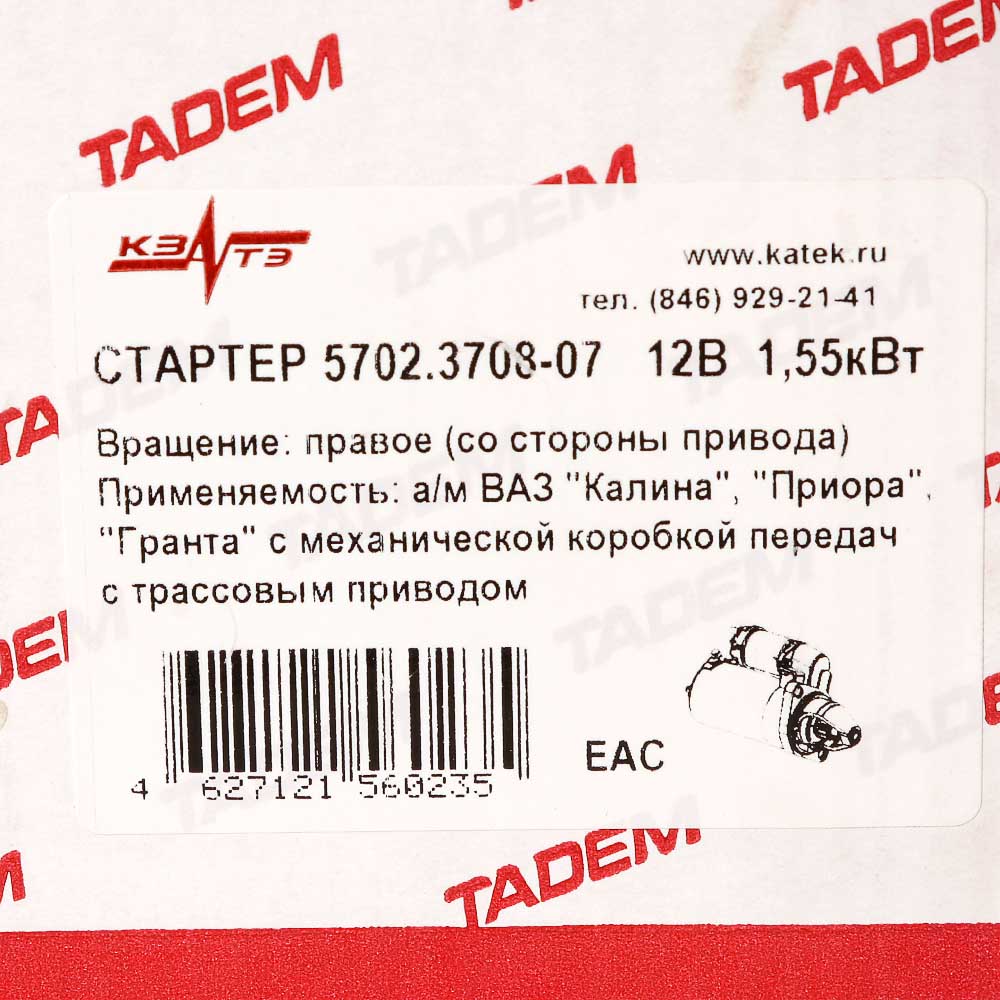 TADEM
TADEM
TADEM
КЗАТЭ
www.katek.ru
тел. (846) 929-21-41
СТАРТЕР 5702.3708-07 12В 1,55кВт
Вращение: правое (со стороны привода)
Применяемость: а/м ВАЗ "Калина", "Приора",
"Гранта" с механической коробкой передач
с трассовым приводом
TADEM
EAC
4 627121 560235
TADEM